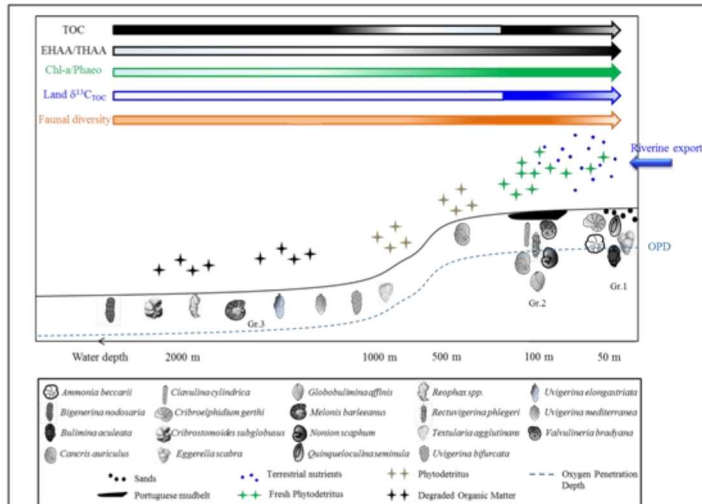 TOC
EHAA/THAA
Chl-a/Phaeo
Land δ¹³C_TOC
Faunal diversity
Riverine export
OPD
Gr.1
Gr.2
Gr.3
Water depth 2000 m 1000 m 500 m 100 m 50 m
Ammonia beccarii Clavulina cylindrica Globobulimina affinis Reophax spp. Uvigerina elongastriata
Bigenerina nodosaria Cribroelphidium gerthi Melonis barleeanus Rectuvigerina phlegeri Uvigerina mediterranea
Bulimina aculeata Cribrostomoides subglobosus Nonion scaphum Textularia agglutinans Valvulineria bradyana
Cancris auriculus Eggerella scabra Quinqueloculina seminula Uvigerina bifurcata
Sands Terrestrial nutrients Phytodetritus Oxygen Penetration
Depth
Portuguese mudbelt Fresh Phytodetritus Degraded Organic Matter